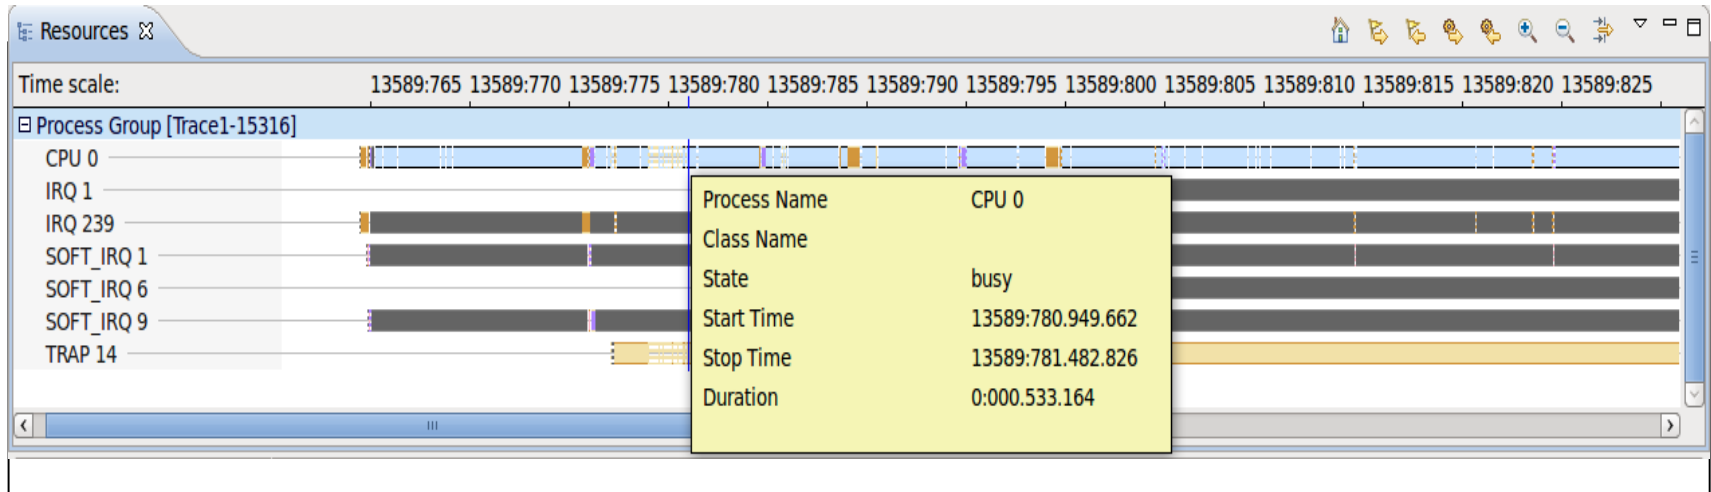 Resources
Time scale: 13589:765 13589:770 13589:775 13589:780 13589:785 13589:790 13589:795 13589:800 13589:805 13589:810 13589:815 13589:820 13589:825
Process Group [Trace1-15316]
CPU 0
IRQ 1
IRQ 239
SOFT_IRQ 1
SOFT_IRQ 6
SOFT_IRQ 9
TRAP 14
Process Name CPU 0
Class Name
State busy
Start Time 13589:780.949.662
Stop Time 13589:781.482.826
Duration 0:000.533.164